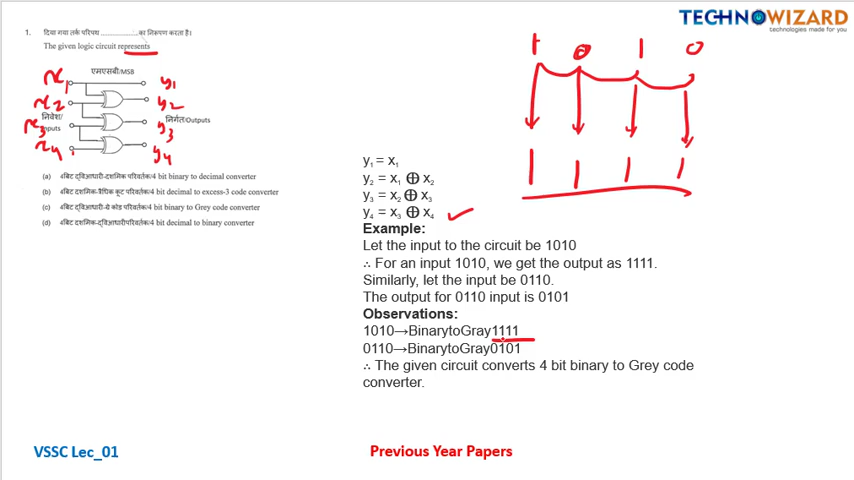 TECHNOWIZARD
technologies made for you
1. दिया गया तर्क परिपथ ______________ का निरूपण करता है।
The given logic circuit represents
एमएसबी/MSB
x1 y1
x2 y2
निवेश/ निर्गत/Outputs
Inputs
x3 y3
x4 y4
(a) 4बिट द्विआधारी-दशमिक परिवर्तक/4 bit binary to decimal converter
(b) 4बिट दशमिक-त्रैधिक कूट परिवर्तक/4 bit decimal to excess-3 code converter
(c) 4बिट द्विआधारी-ग्रे कोड परिवर्तक/4 bit binary to Grey code converter
(d) 4बिट दशमिक-द्विआधारी परिवर्तक/4 bit decimal to binary converter
1 0 1 0
1 1 1 1
y₁ = x₁
y₂ = x₁ ⊕ x₂
y₃ = x₂ ⊕ x₃
y₄ = x₃ ⊕ x₄
Example:
Let the input to the circuit be 1010
∴ For an input 1010, we get the output as 1111.
Similarly, let the input be 0110.
The output for 0110 input is 0101
Observations:
1010→BinarytoGray1111
0110→BinarytoGray0101
∴ The given circuit converts 4 bit binary to Grey code
converter.
VSSC Lec_01
Previous Year Papers